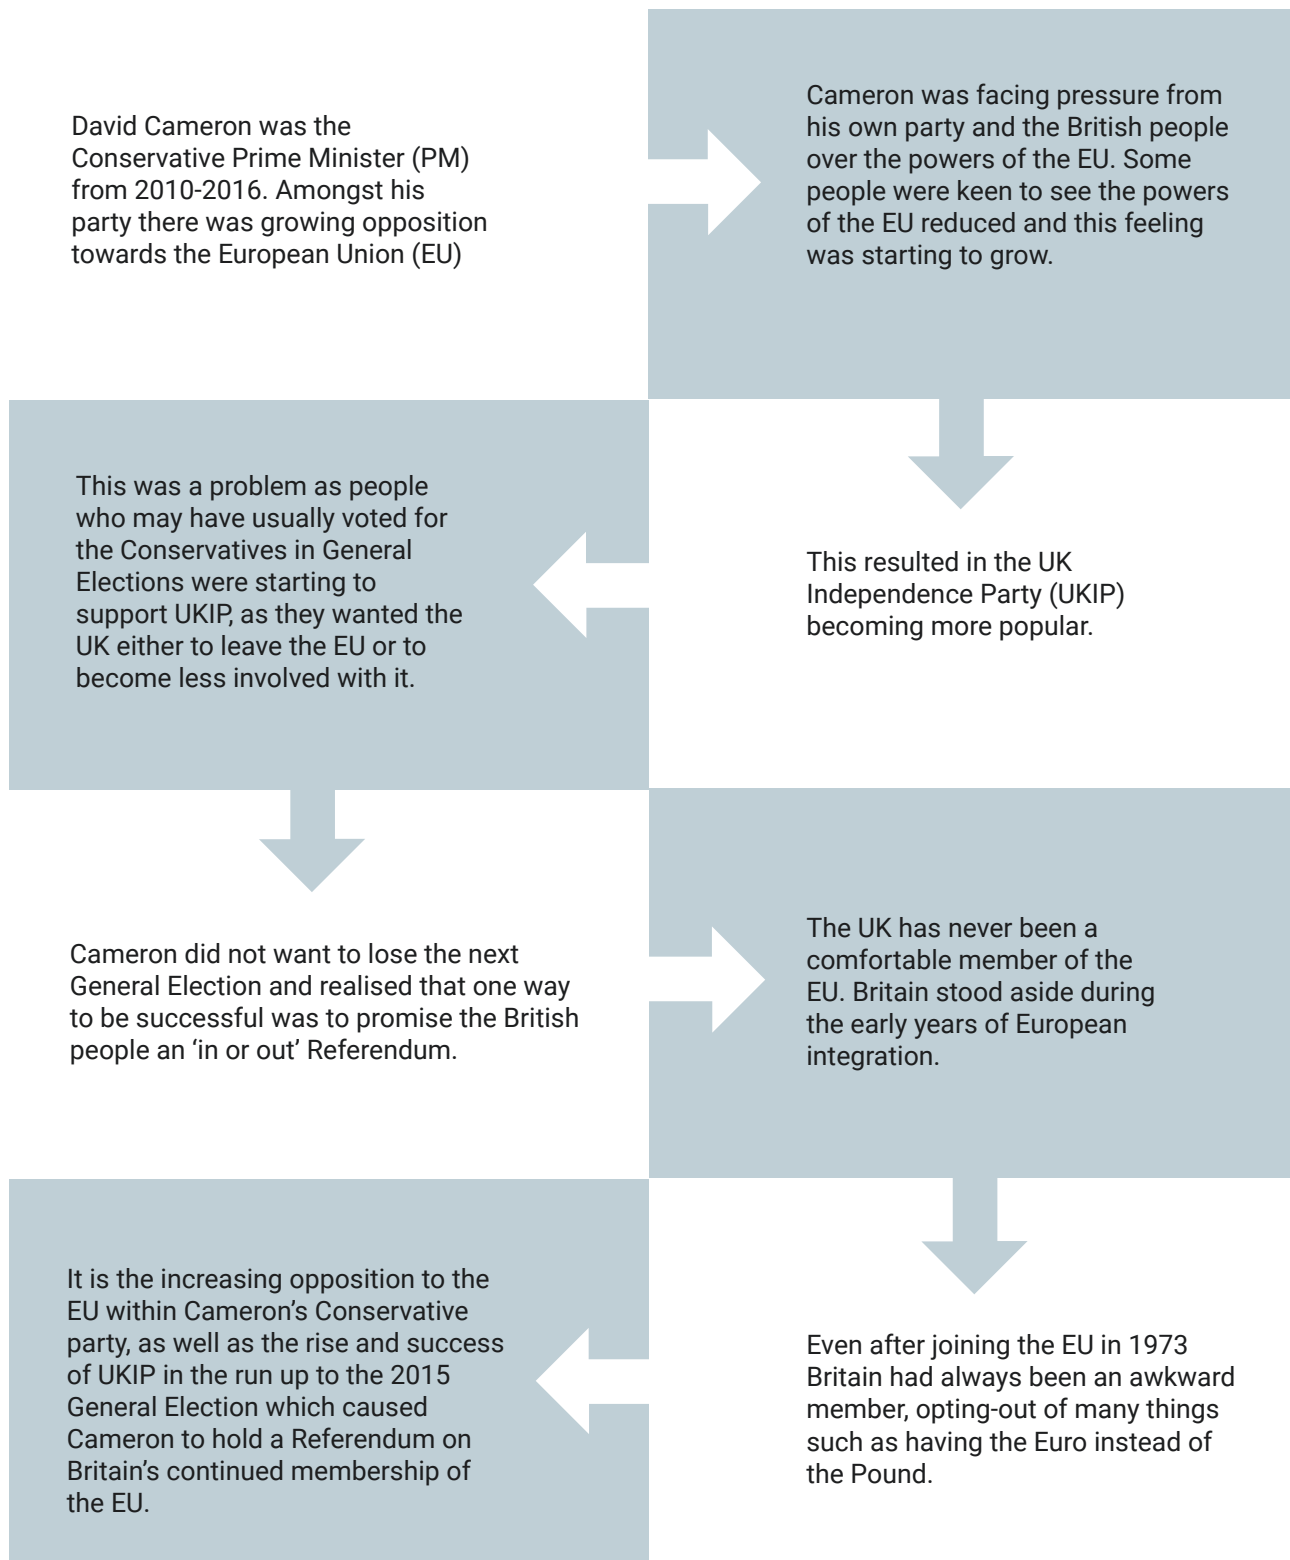 David Cameron was the
Conservative Prime Minister (PM)
from 2010-2016. Amongst his
party there was growing opposition
towards the European Union (EU)
Cameron was facing pressure from
his own party and the British people
over the powers of the EU. Some
people were keen to see the powers
of the EU reduced and this feeling
was starting to grow.
This resulted in the UK
Independence Party (UKIP)
becoming more popular.
This was a problem as people
who may have usually voted for
the Conservatives in General
Elections were starting to
support UKIP, as they wanted the
UK either to leave the EU or to
become less involved with it.
Cameron did not want to lose the next
General Election and realised that one way
to be successful was to promise the British
people an ‘in or out’ Referendum.
The UK has never been a
comfortable member of the
EU. Britain stood aside during
the early years of European
integration.
Even after joining the EU in 1973
Britain had always been an awkward
member, opting-out of many things
such as having the Euro instead of
the Pound.
It is the increasing opposition to the
EU within Cameron’s Conservative
party, as well as the rise and success
of UKIP in the run up to the 2015
General Election which caused
Cameron to hold a Referendum on
Britain’s continued membership of
the EU.